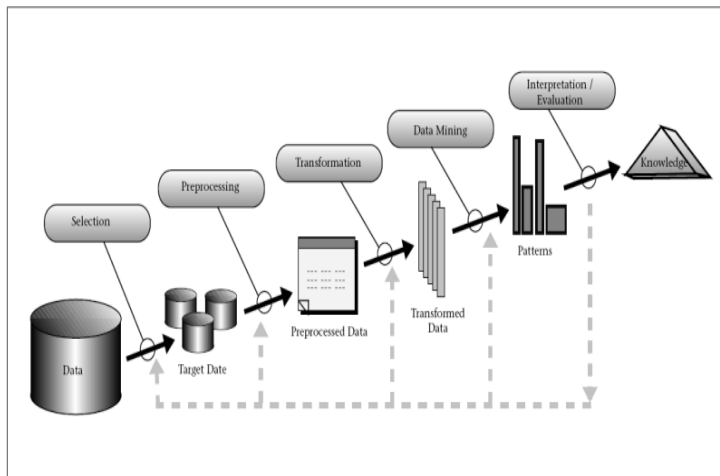 Interpretation /
Evaluation
Data Mining
Knowledge
Transformation
Preprocessing
Selection
Patterns
Transformed
Data
Preprocessed Data
Data
Target Date